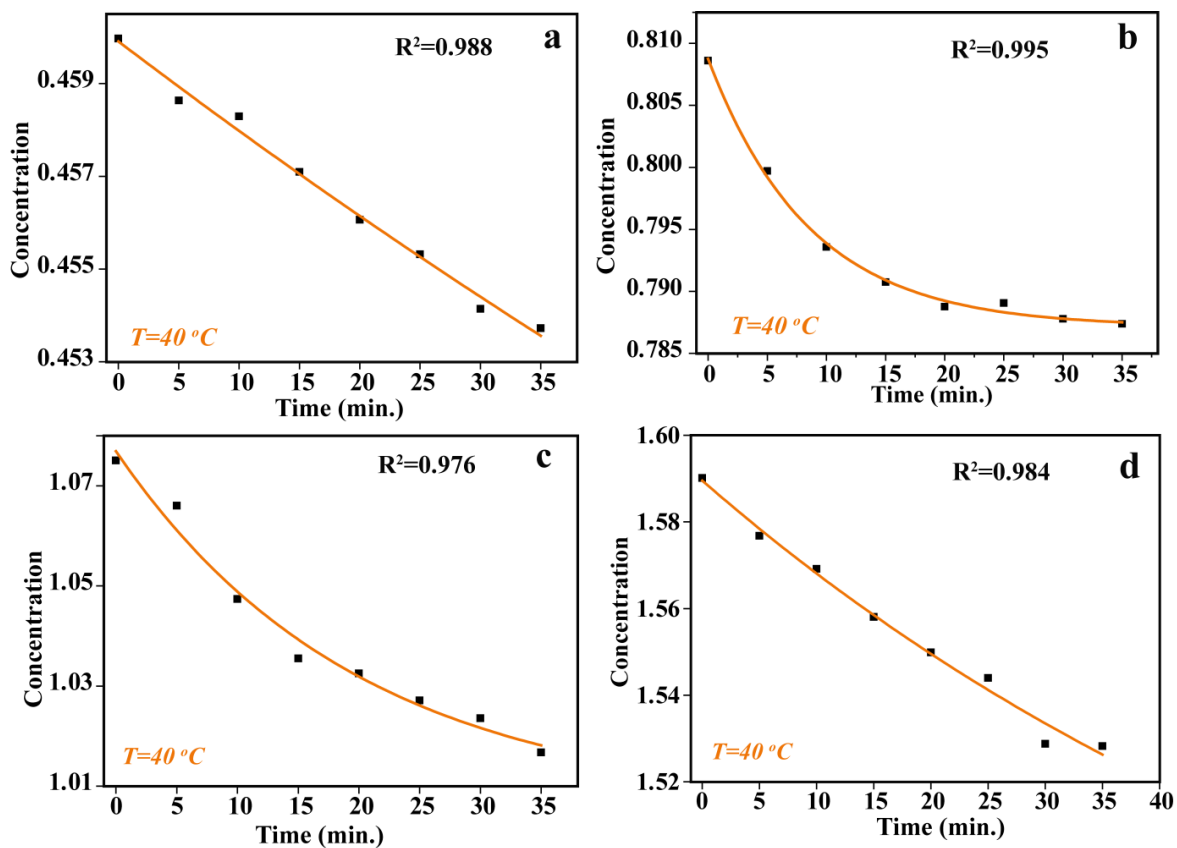 a
R²=0.988
Concentration
0.459
0.457
0.455
0.453
T=40 °C
0 5 10 15 20 25 30 35
Time (min.)
b
R²=0.995
Concentration
0.810
0.805
0.800
0.795
0.790
0.785
T=40 °C
0 5 10 15 20 25 30 35
Time (min.)
c
R²=0.976
Concentration
1.07
1.05
1.03
1.01
T=40 °C
0 5 10 15 20 25 30 35
Time (min.)
d
R²=0.984
Concentration
1.60
1.58
1.56
1.54
1.52
T=40 °C
0 5 10 15 20 25 30 35 40
Time (min.)